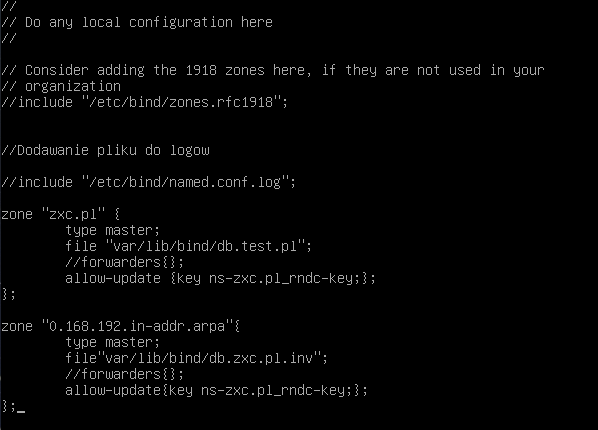 //
// Do any local configuration here
//
// Consider adding the 1918 zones here, if they are not used in your
// organization
//include "/etc/bind/zones.rfc1918";
//Dodawanie pliku do logow
//include "/etc/bind/named.conf.log";
zone "zxc.pl" {
type master;
file "var/lib/bind/db.test.pl";
//forwarders{};
allow-update {key ns-zxc.pl_rndc-key;};
};
zone "0.168.192.in-addr.arpa"{
type master;
file"var/lib/bind/db.zxc.pl.inv";
//forwarders{};
allow-update{key ns-zxc.pl_rndc-key;};
};_